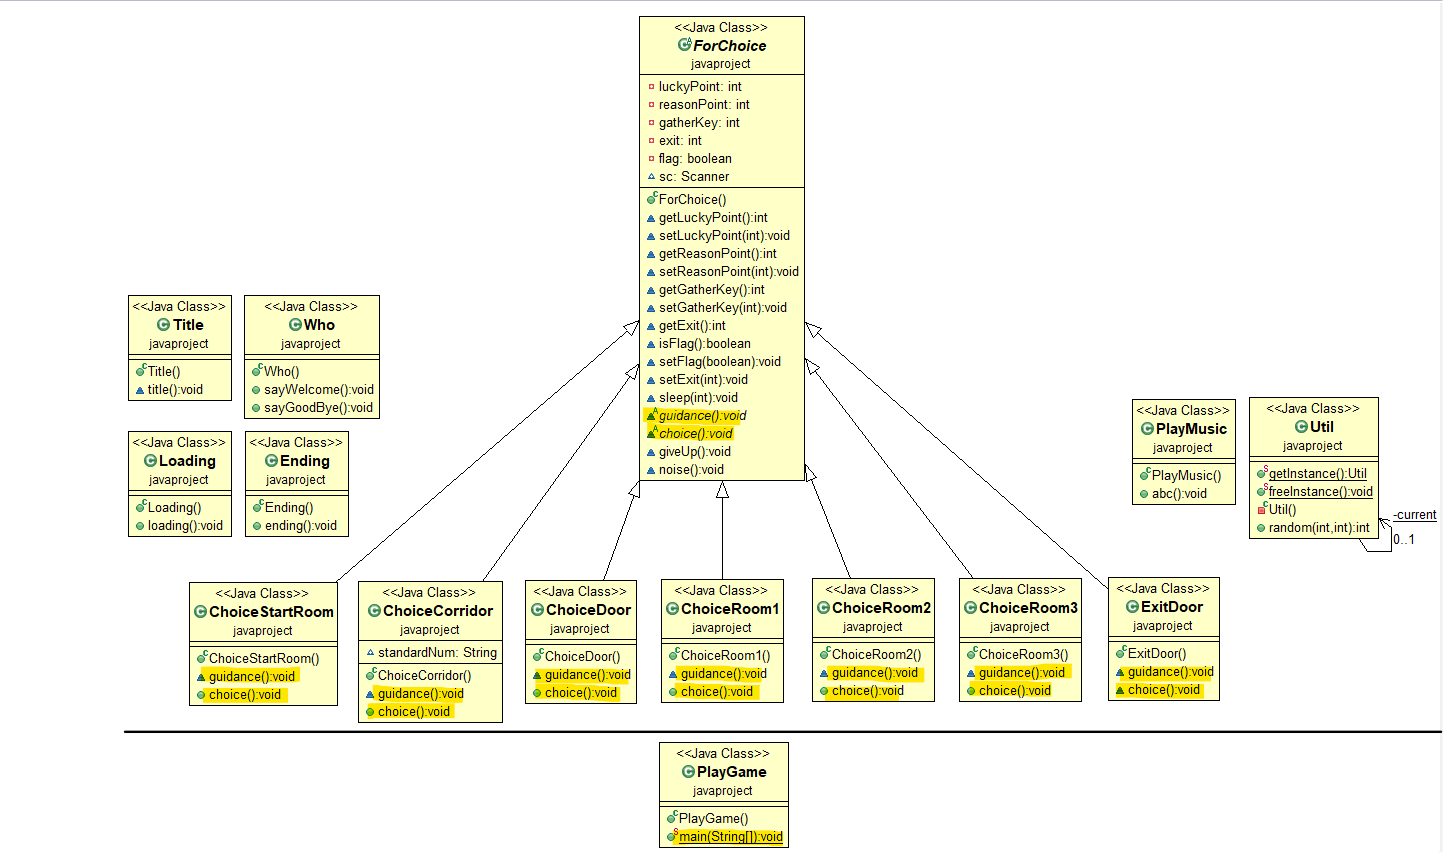 <<Java Class>>
ForChoice
javaproject
luckyPoint: int
reasonPoint: int
gatherKey: int
exit: int
flag: boolean
sc: Scanner
ForChoice()
getLuckyPoint():int
setLuckyPoint(int):void
getReasonPoint():int
setReasonPoint(int):void
getGatherKey():int
setGatherKey(int):void
getExit():int
isFlag():boolean
setFlag(boolean):void
setExit(int):void
sleep(int):void
guidance():void
choice():void
giveUp():void
noise():void
<<Java Class>>
Title
javaproject
Title()
title():void
<<Java Class>>
Who
javaproject
Who()
sayWelcome():void
sayGoodBye():void
<<Java Class>>
Loading
javaproject
Loading()
loading():void
<<Java Class>>
Ending
javaproject
Ending()
ending():void
<<Java Class>>
PlayMusic
javaproject
PlayMusic()
abc():void
<<Java Class>>
Util
javaproject
getInstance():Util
freeInstance():void
Util()
random(int,int):int
-current
0..1
<<Java Class>>
ChoiceStartRoom
javaproject
ChoiceStartRoom()
guidance():void
choice():void
<<Java Class>>
ChoiceCorridor
javaproject
standardNum: String
ChoiceCorridor()
guidance():void
choice():void
<<Java Class>>
ChoiceDoor
javaproject
ChoiceDoor()
guidance():void
choice():void
<<Java Class>>
ChoiceRoom1
javaproject
ChoiceRoom1()
guidance():void
choice():void
<<Java Class>>
ChoiceRoom2
javaproject
ChoiceRoom2()
guidance():void
choice():void
<<Java Class>>
ChoiceRoom3
javaproject
ChoiceRoom3()
guidance():void
choice():void
<<Java Class>>
ExitDoor
javaproject
ExitDoor()
guidance():void
choice():void
<<Java Class>>
PlayGame
javaproject
PlayGame()
main(String[]):void